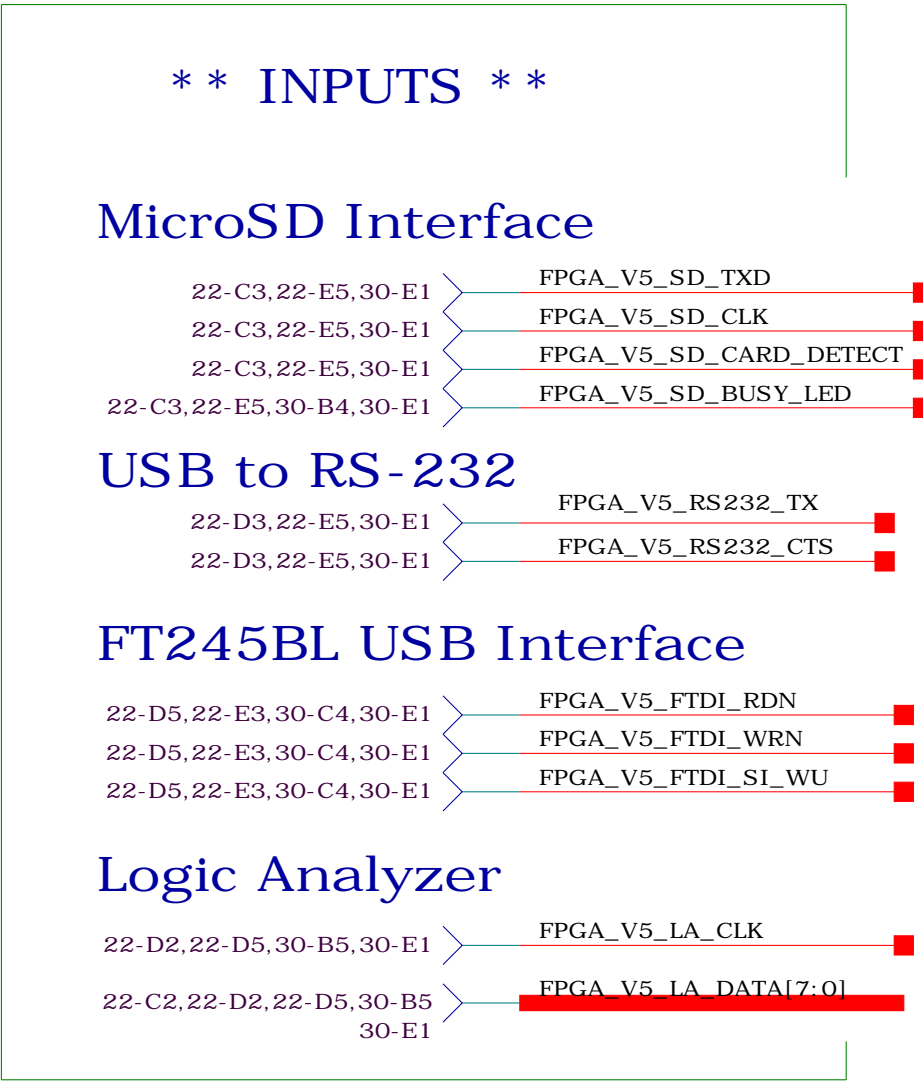 ** INPUTS **
MicroSD Interface
22-C3,22-E5,30-E1 FPGA_V5_SD_TXD
22-C3,22-E5,30-E1 FPGA_V5_SD_CLK
22-C3,22-E5,30-E1 FPGA_V5_SD_CARD_DETECT
22-C3,22-E5,30-B4,30-E1 FPGA_V5_SD_BUSY_LED
USB to RS-232
22-D3,22-E5,30-E1 FPGA_V5_RS232_TX
22-D3,22-E5,30-E1 FPGA_V5_RS232_CTS
FT245BL USB Interface
22-D5,22-E3,30-C4,30-E1 FPGA_V5_FTDI_RDN
22-D5,22-E3,30-C4,30-E1 FPGA_V5_FTDI_WRN
22-D5,22-E3,30-C4,30-E1 FPGA_V5_FTDI_SI_WU
Logic Analyzer
22-D2,22-D5,30-B5,30-E1 FPGA_V5_LA_CLK
22-C2,22-D2,22-D5,30-B5 FPGA_V5_LA_DATA[7:0]
30-E1